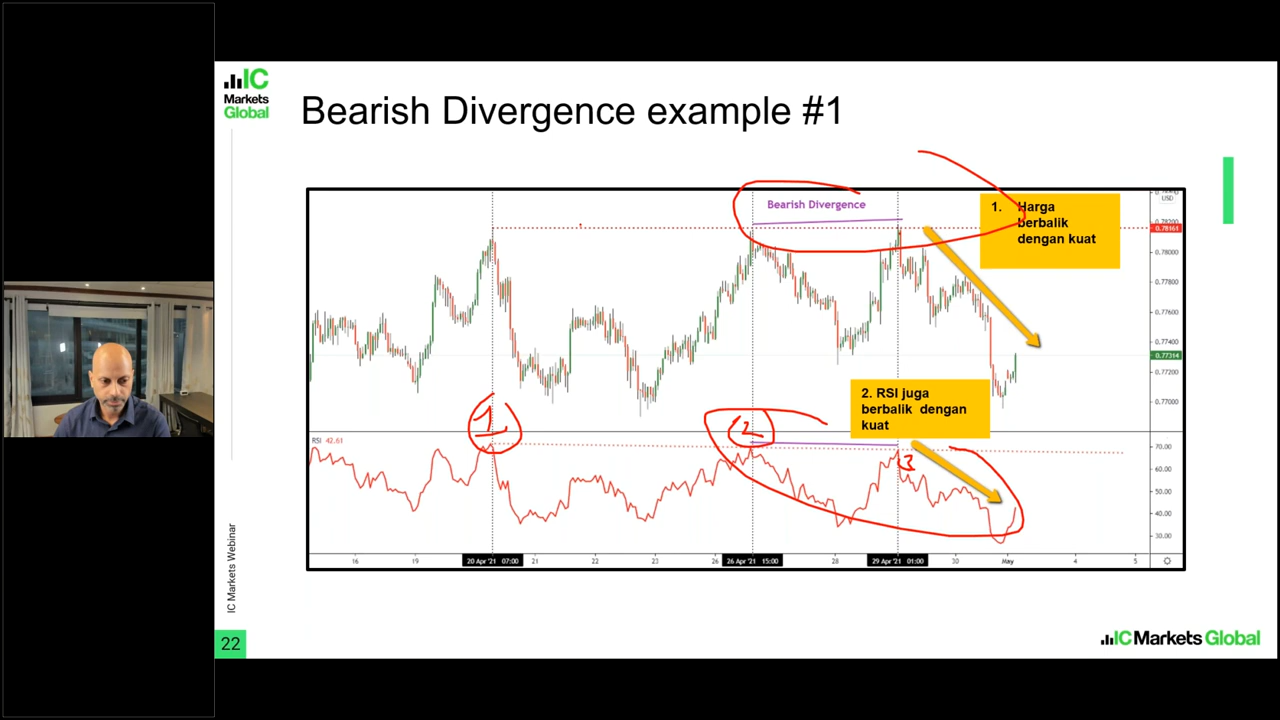 IC
Markets
Global
Bearish Divergence example #1
Bearish Divergence
1. Harga
berbalik
dengan kuat
USD
0.78200
0.78161
0.78000
0.77800
0.77600
0.77400
0.77314
0.77200
0.77000
2. RSI juga
berbalik dengan
kuat
1
2
3
RSI 42.61
70.00
60.00
50.00
40.00
30.00
16 19 20 Apr '21 07:00 21 22 23 26 Apr '21 15:00 28 29 Apr '21 01:00 30 May 4 5
IC Markets Webinar
22
IC Markets Global